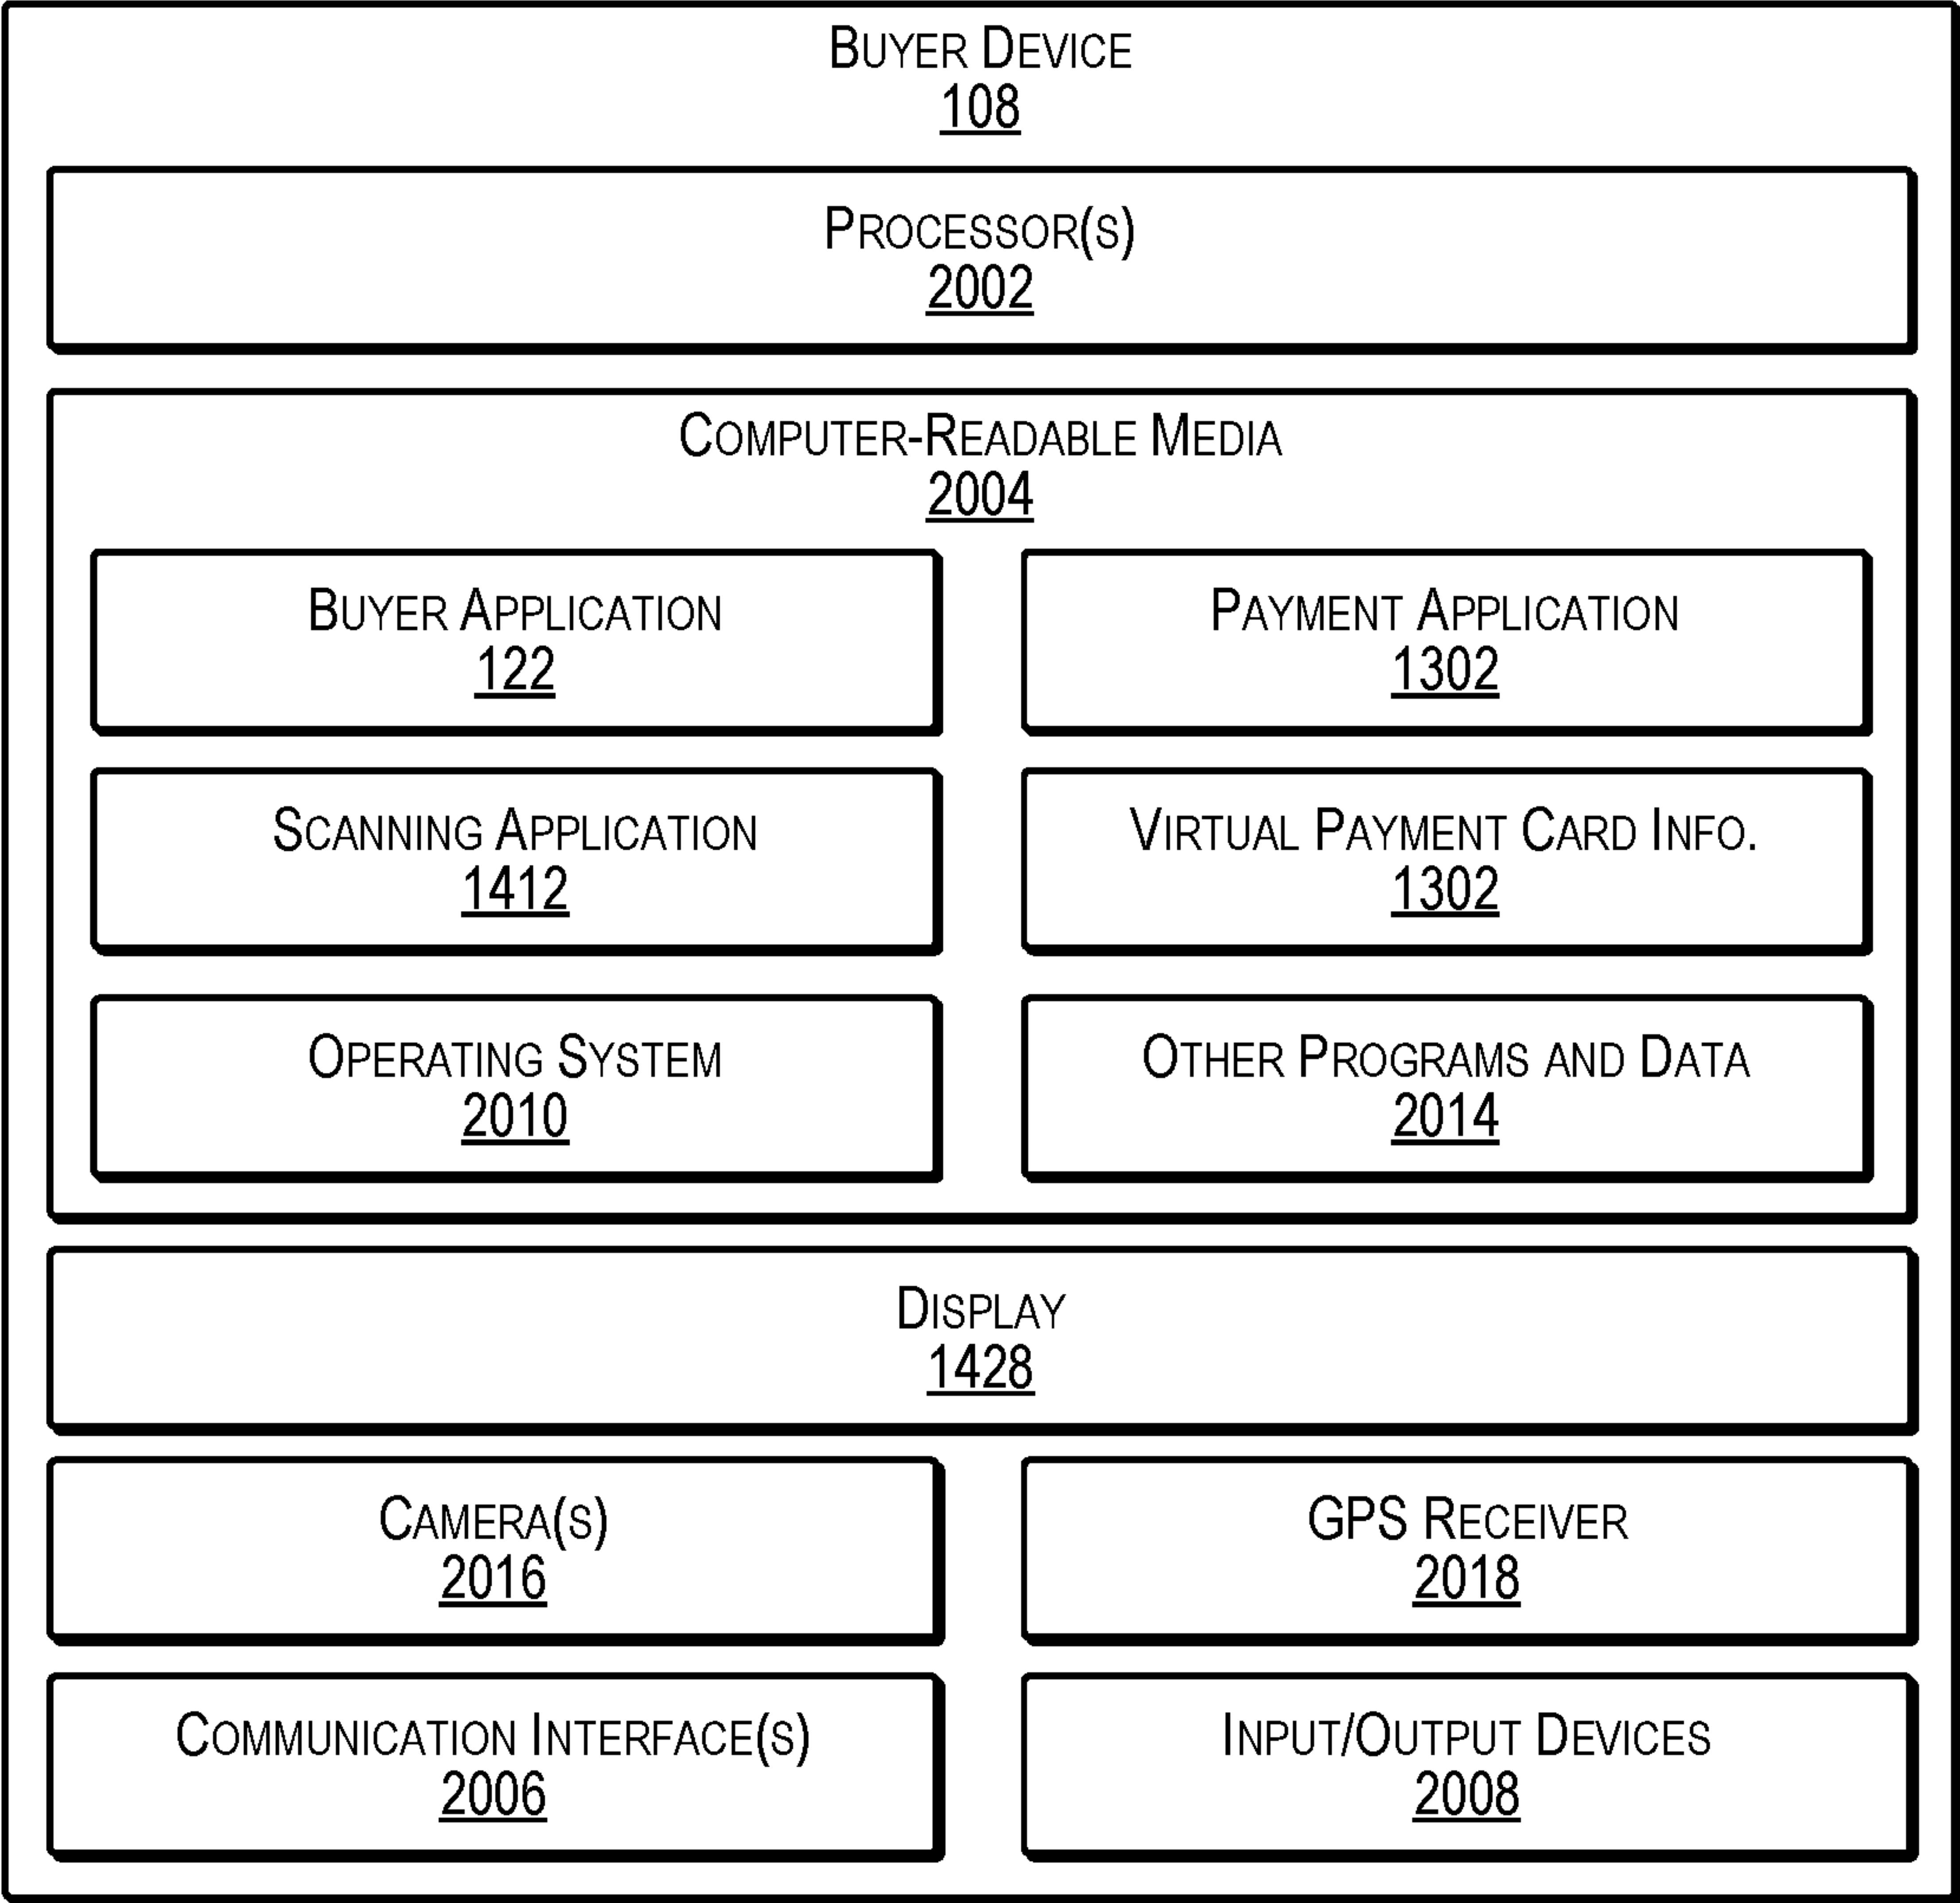 BUYER DEVICE
108
PROCESSOR(S)
2002
COMPUTER-READABLE MEDIA
2004
BUYER APPLICATION
122
PAYMENT APPLICATION
1302
SCANNING APPLICATION
1412
VIRTUAL PAYMENT CARD INFO.
1302
OPERATING SYSTEM
2010
OTHER PROGRAMS AND DATA
2014
DISPLAY
1428
CAMERA(S)
2016
GPS RECEIVER
2018
COMMUNICATION INTERFACE(S)
2006
INPUT/OUTPUT DEVICES
2008